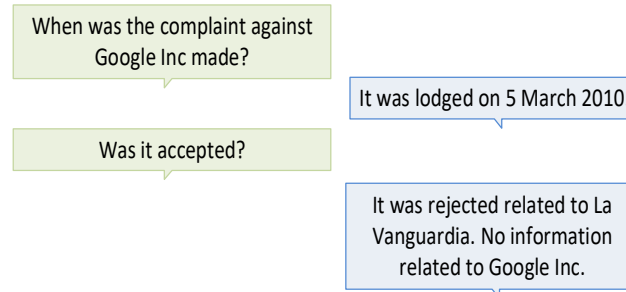 When was the complaint against
Google Inc made?
It was lodged on 5 March 2010
Was it accepted?
It was rejected related to La
Vanguardia. No information
related to Google Inc.